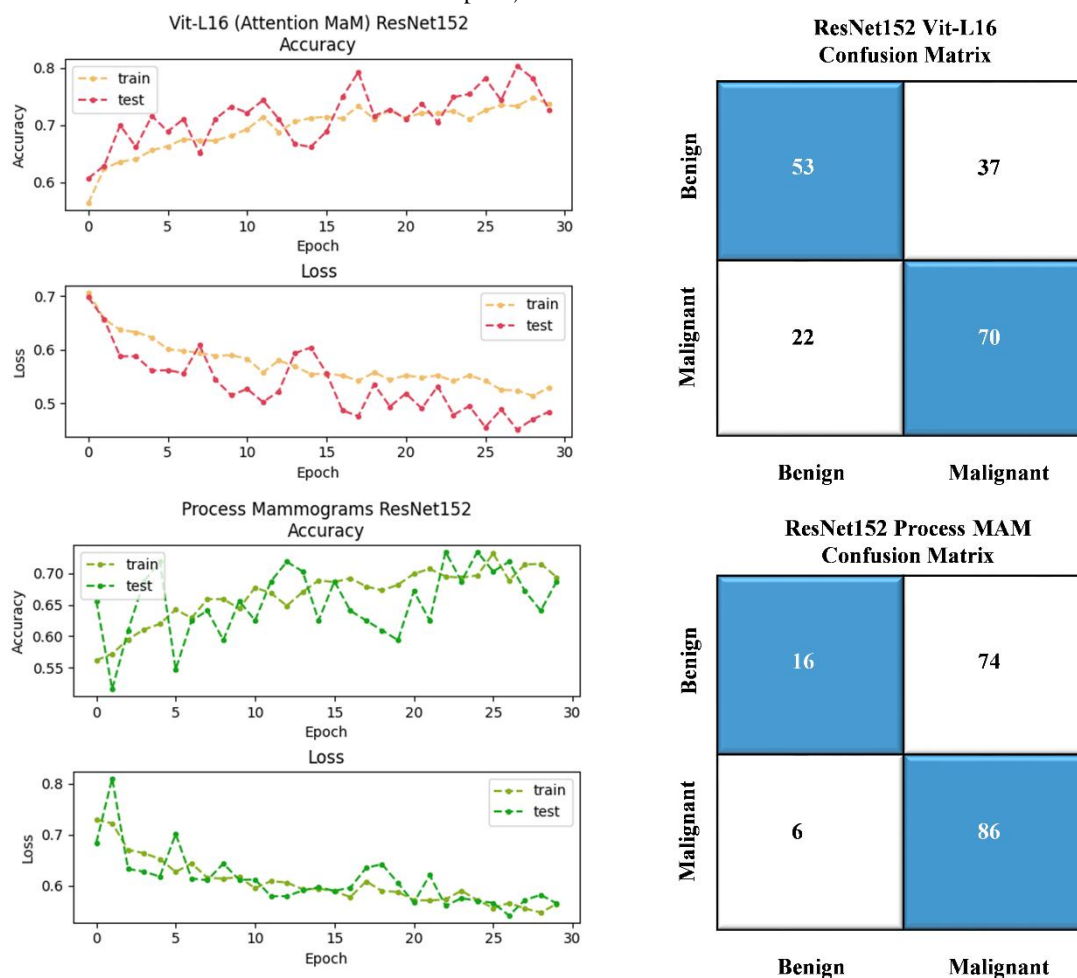 Vit-L16 (Attention MaM) ResNet152
Accuracy
0.8
0.7
0.6
Accuracy
train
test
0 5 10 15 20 25 30
Epoch
Loss
0.7
0.6
0.5
Loss
train
test
0 5 10 15 20 25 30
Epoch
ResNet152 Vit-L16
Confusion Matrix
Benign
53 37
Malignant
22 70
Benign Malignant
Process Mammograms ResNet152
Accuracy
0.70
0.65
0.60
0.55
Accuracy
train
test
0 5 10 15 20 25 30
Epoch
Loss
0.8
0.7
0.6
Loss
train
test
0 5 10 15 20 25 30
Epoch
ResNet152 Process MAM
Confusion Matrix
Benign
16 74
Malignant
6 86
Benign Malignant